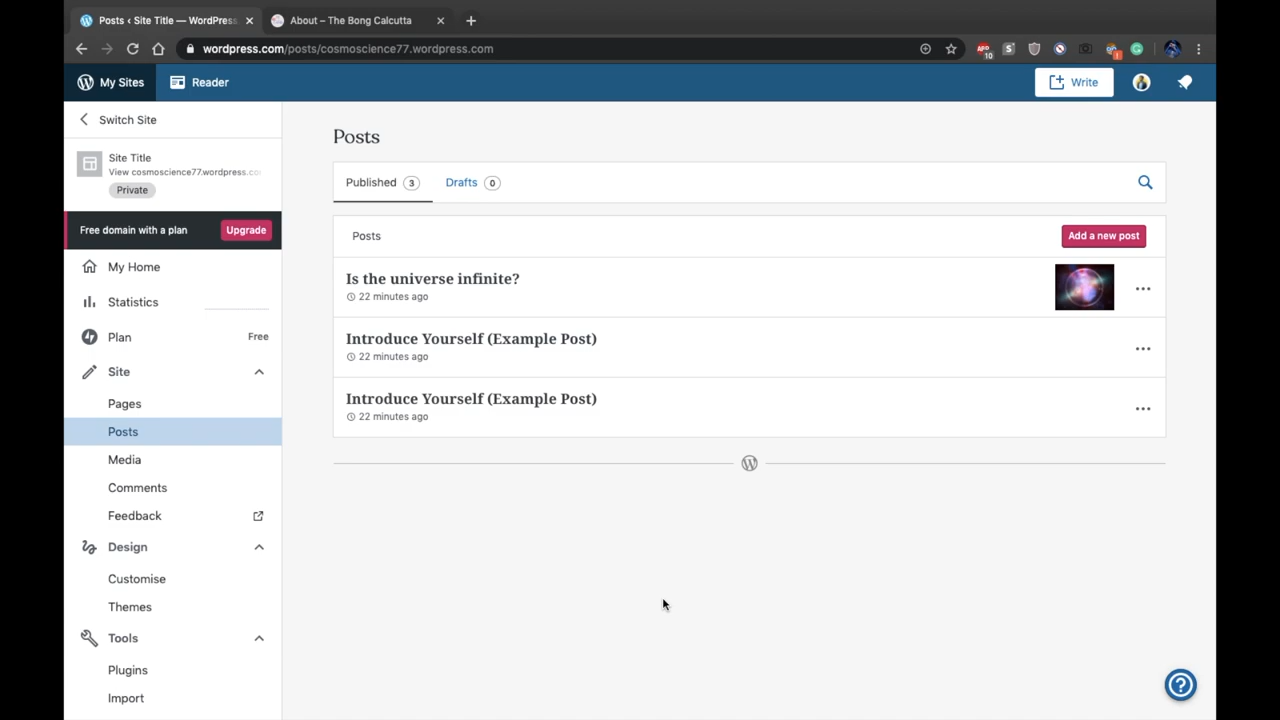 Posts ‹ Site Title — WordPress
About – The Bong Calcutta
wordpress.com/posts/cosmoscience77.wordpress.com
10
My Sites
Reader
Write
Switch Site
Site Title
View cosmoscience77.wordpress.co
Private
Free domain with a plan
Upgrade
My Home
Statistics
Plan
Free
Site
Pages
Posts
Media
Comments
Feedback
Design
Customise
Themes
Tools
Plugins
Import
Posts
Published 3
Drafts 0
Posts
Add a new post
Is the universe infinite?
22 minutes ago
Introduce Yourself (Example Post)
22 minutes ago
Introduce Yourself (Example Post)
22 minutes ago